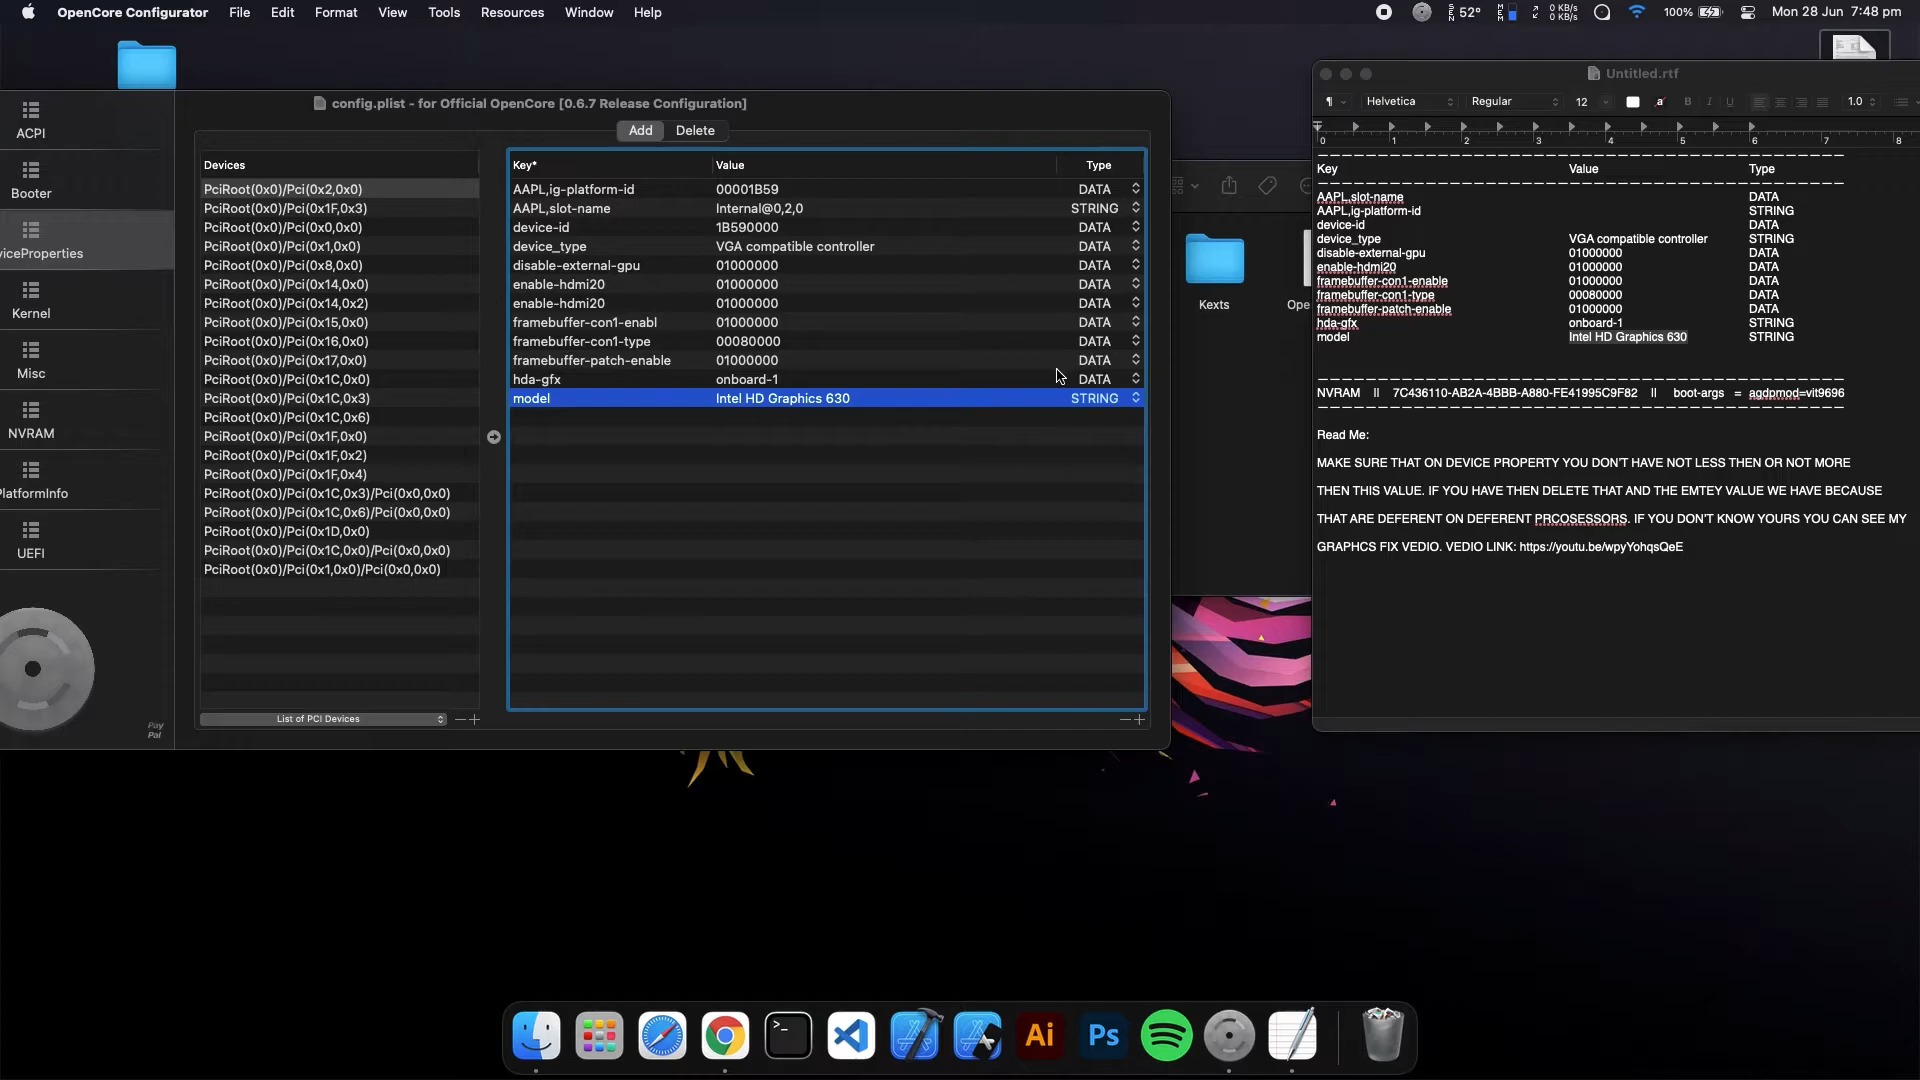 OpenCore Configurator File Edit Format View Tools Resources Window Help
SEN 52° MEM 0 KB/s 0 KB/s 100% Mon 28 Jun 7:48 pm
config.plist - for Official OpenCore [0.6.7 Release Configuration]
Add Delete
ACPI
Booter
viceProperties
Kernel
Misc
NVRAM
PlatformInfo
UEFI
Pay
Pal
Devices
PciRoot(0x0)/Pci(0x2,0x0)
PciRoot(0x0)/Pci(0x1F,0x3)
PciRoot(0x0)/Pci(0x0,0x0)
PciRoot(0x0)/Pci(0x1,0x0)
PciRoot(0x0)/Pci(0x8,0x0)
PciRoot(0x0)/Pci(0x14,0x0)
PciRoot(0x0)/Pci(0x14,0x2)
PciRoot(0x0)/Pci(0x15,0x0)
PciRoot(0x0)/Pci(0x16,0x0)
PciRoot(0x0)/Pci(0x17,0x0)
PciRoot(0x0)/Pci(0x1C,0x0)
PciRoot(0x0)/Pci(0x1C,0x3)
PciRoot(0x0)/Pci(0x1C,0x6)
PciRoot(0x0)/Pci(0x1F,0x0)
PciRoot(0x0)/Pci(0x1F,0x2)
PciRoot(0x0)/Pci(0x1F,0x4)
PciRoot(0x0)/Pci(0x1C,0x3)/Pci(0x0,0x0)
PciRoot(0x0)/Pci(0x1C,0x6)/Pci(0x0,0x0)
PciRoot(0x0)/Pci(0x1D,0x0)
PciRoot(0x0)/Pci(0x1C,0x0)/Pci(0x0,0x0)
PciRoot(0x0)/Pci(0x1,0x0)/Pci(0x0,0x0)
List of PCI Devices
Key* Value Type
AAPL,ig-platform-id 00001B59 DATA
AAPL,slot-name Internal@0,2,0 STRING
device-id 1B590000 DATA
device_type VGA compatible controller DATA
disable-external-gpu 01000000 DATA
enable-hdmi20 01000000 DATA
enable-hdmi20 01000000 DATA
framebuffer-con1-enabl 01000000 DATA
framebuffer-con1-type 00080000 DATA
framebuffer-patch-enable 01000000 DATA
hda-gfx onboard-1 DATA
model Intel HD Graphics 630 STRING
Kexts
Ope
Untitled.rtf
¶ Helvetica Regular 12 a B I U 1.0
0 1 2 3 4 5 6 7 8
Key Value Type
AAPL,slot-name DATA
AAPL,ig-platform-id STRING
device-id DATA
device_type VGA compatible controller STRING
disable-external-gpu 01000000 DATA
enable-hdmi20 01000000 DATA
framebuffer-con1-enable 01000000 DATA
framebuffer-con1-type 00080000 DATA
framebuffer-patch-enable 01000000 DATA
hda-gfx onboard-1 STRING
model Intel HD Graphics 630 STRING
NVRAM || 7C436110-AB2A-4BBB-A880-FE41995C9F82 || boot-args = agdpmod=vit9696
Read Me:
MAKE SURE THAT ON DEVICE PROPERTY YOU DON'T HAVE NOT LESS THEN OR NOT MORE
THEN THIS VALUE. IF YOU HAVE THEN DELETE THAT AND THE EMTEY VALUE WE HAVE BECAUSE
THAT ARE DEFERENT ON DEFERENT PRCOSESSORS. IF YOU DON'T KNOW YOURS YOU CAN SEE MY
GRAPHCS FIX VEDIO. VEDIO LINK: https://youtu.be/wpyYohqsQeE
Ai
Ps